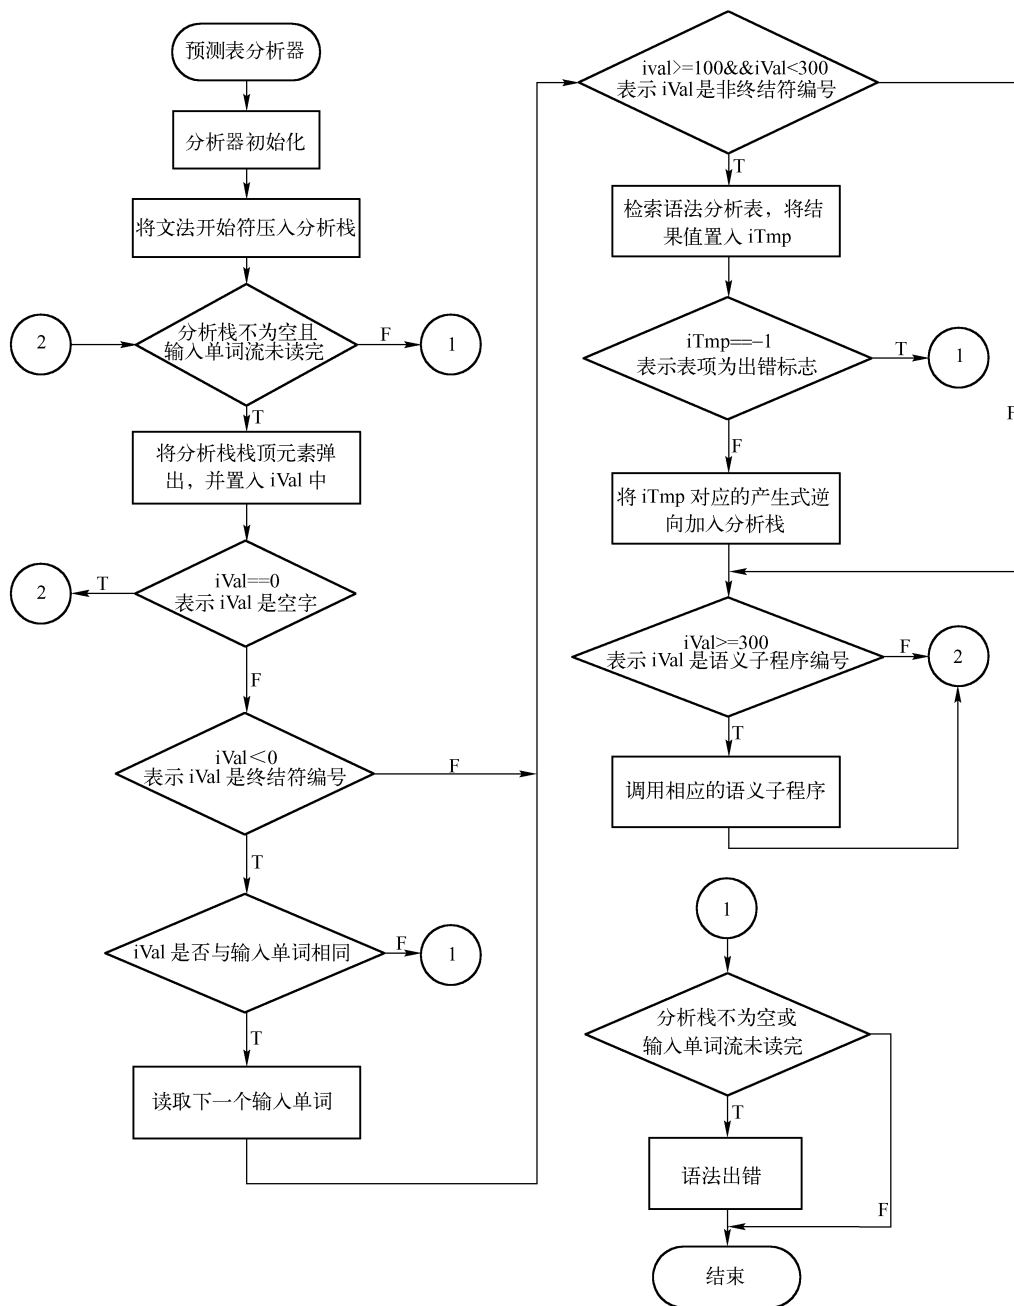 预测表分析器
分析器初始化
将文法开始符压入分析栈
2
分析栈不为空且
输入单词流未读完
F
1
T
将分析栈栈顶元素弹
出，并置入 iVal 中
2
T
iVal==0
表示 iVal 是空字
F
iVal＜0
表示 iVal 是终结符编号
F
T
iVal 是否与输入单词相同
F
1
T
读取下一个输入单词
ival>=100&&iVal<300
表示 iVal 是非终结符编号
T
检索语法分析表，将结
果值置入 iTmp
iTmp==–1
表示表项为出错标志
T
1
F
F
将 iTmp 对应的产生式逆
向加入分析栈
iVal>=300
表示 iVal 是语义子程序编号
F
2
T
调用相应的语义子程序
1
分析栈不为空或
输入单词流未读完
T
语法出错
F
结束